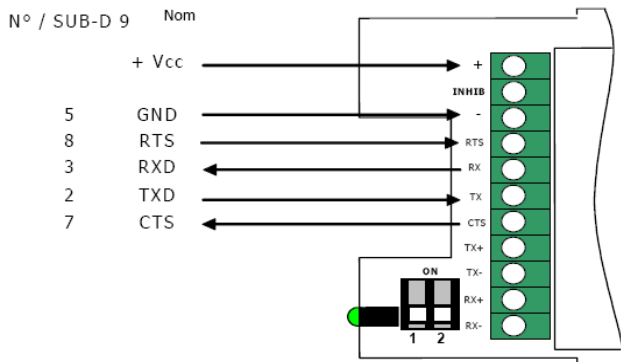 N° / SUB-D 9 Nom
+ Vcc +
INHIB
5 GND -
8 RTS RTS
3 RXD RX
2 TXD TX
7 CTS CTS
TX+
TX-
RX+
RX-
ON
1 2